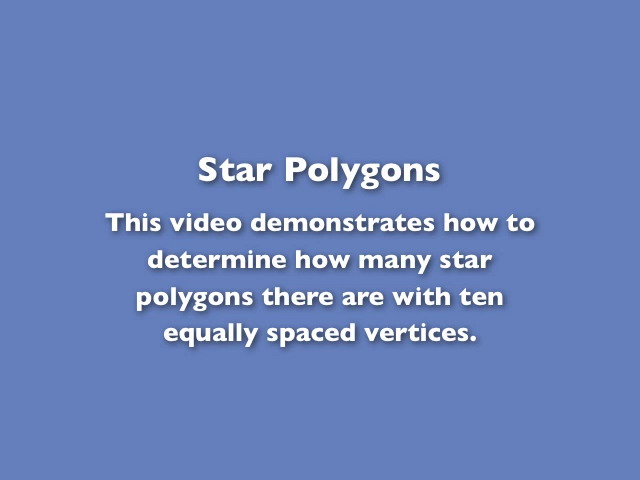 Star Polygons
This video demonstrates how to
determine how many star
polygons there are with ten
equally spaced vertices.